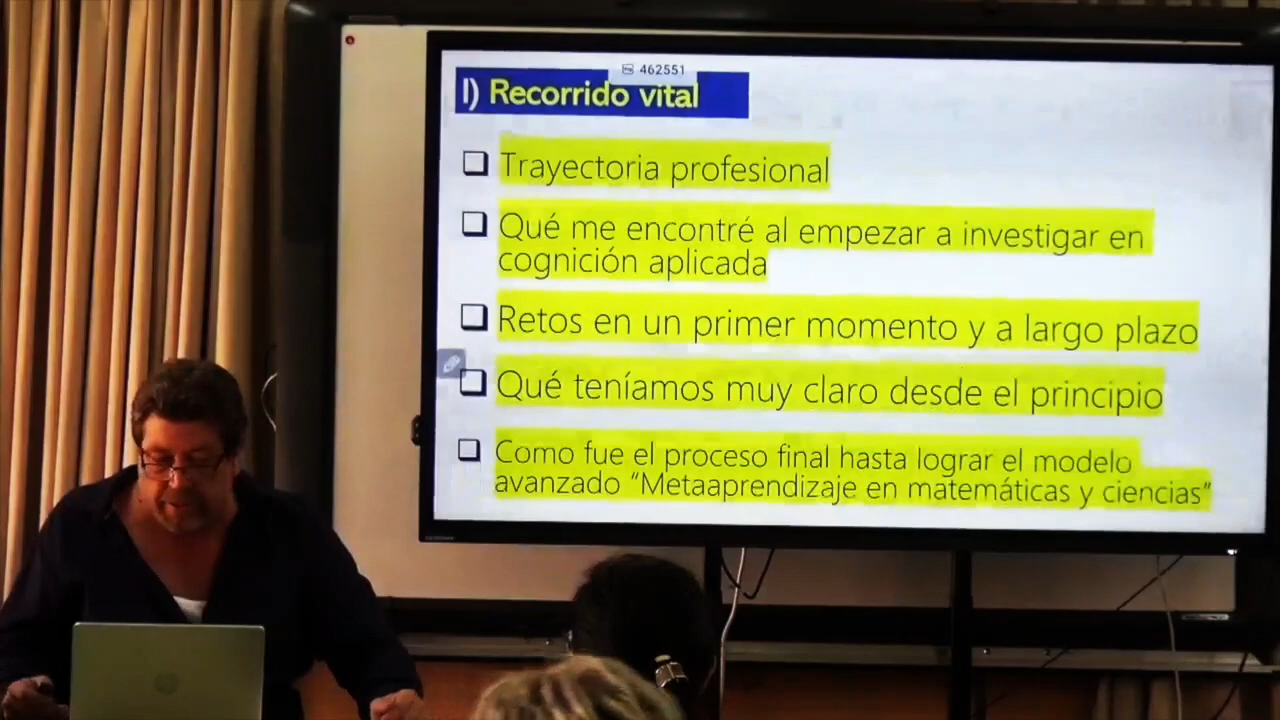 462551
I) Recorrido vital
Trayectoria profesional
Qué me encontré al empezar a investigar en
cognición aplicada
Retos en un primer momento y a largo plazo
Qué teníamos muy claro desde el principio
Como fue el proceso final hasta lograr el modelo
avanzado “Metaaprendizaje en matemáticas y ciencias”